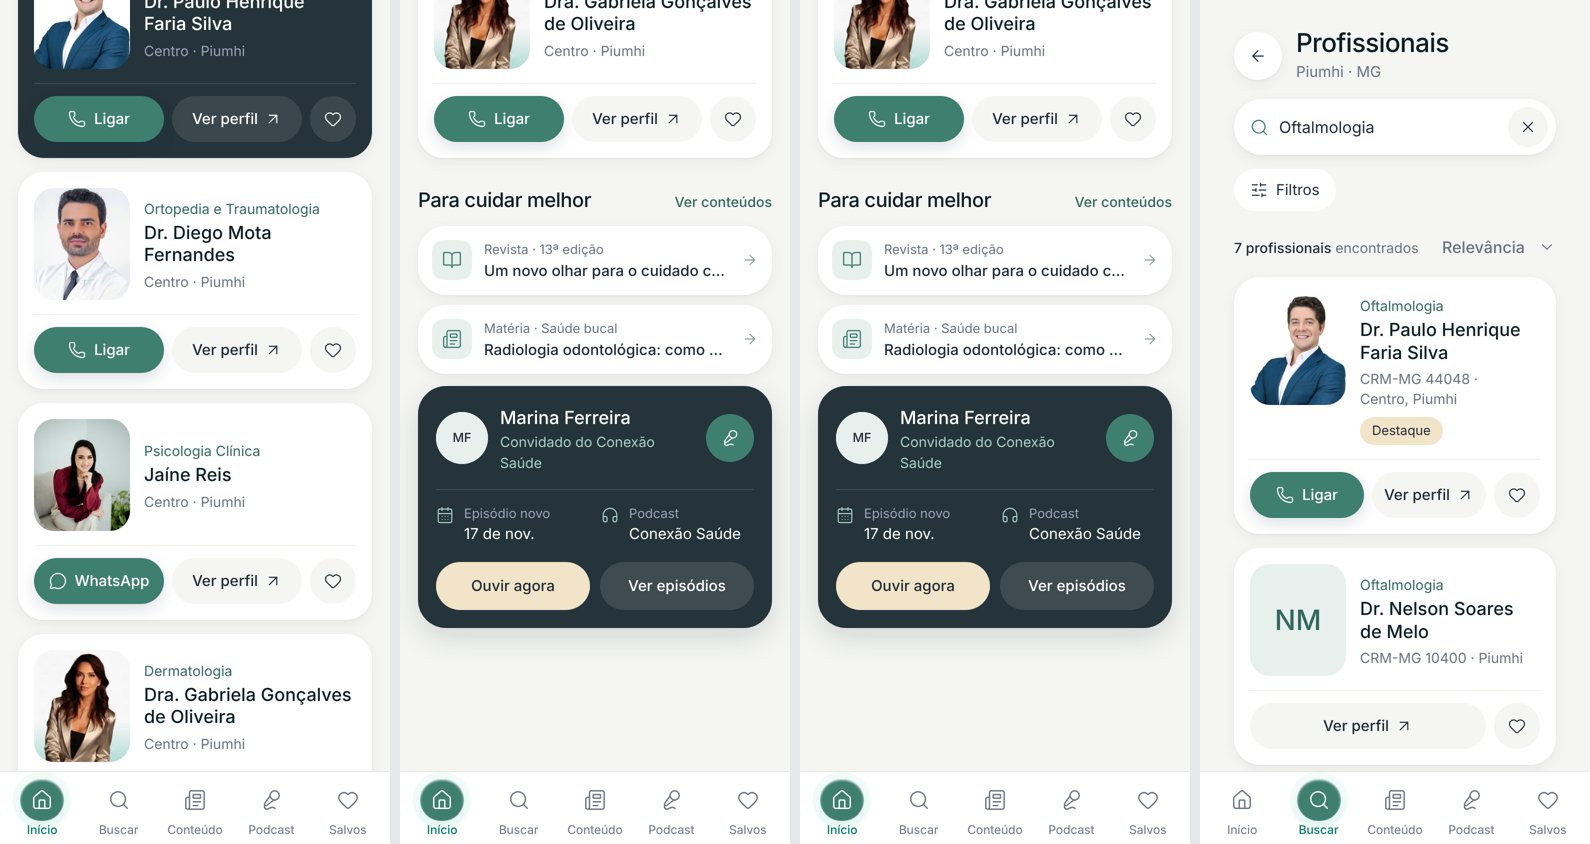 Dr. Paulo Henrique
Faria Silva
Centro · Piumhi
Ligar
Ver perfil
Ortopedia e Traumatologia
Dr. Diego Mota
Fernandes
Centro · Piumhi
Ligar
Ver perfil
Psicologia Clínica
Jaíne Reis
Centro · Piumhi
WhatsApp
Ver perfil
Dermatologia
Dra. Gabriela Gonçalves
de Oliveira
Centro · Piumhi
Início
Buscar
Conteúdo
Podcast
Salvos
Dra. Gabriela Gonçalves
de Oliveira
Centro · Piumhi
Ligar
Ver perfil
Para cuidar melhor
Ver conteúdos
Revista · 13ª edição
Um novo olhar para o cuidado c...
Matéria · Saúde bucal
Radiologia odontológica: como ...
MF
Marina Ferreira
Convidado do Conexão
Saúde
Episódio novo
17 de nov.
Podcast
Conexão Saúde
Ouvir agora
Ver episódios
Início
Buscar
Conteúdo
Podcast
Salvos
Dra. Gabriela Gonçalves
de Oliveira
Centro · Piumhi
Ligar
Ver perfil
Para cuidar melhor
Ver conteúdos
Revista · 13ª edição
Um novo olhar para o cuidado c...
Matéria · Saúde bucal
Radiologia odontológica: como ...
MF
Marina Ferreira
Convidado do Conexão
Saúde
Episódio novo
17 de nov.
Podcast
Conexão Saúde
Ouvir agora
Ver episódios
Início
Buscar
Conteúdo
Podcast
Salvos
Profissionais
Piumhi · MG
Oftalmologia
Filtros
7 profissionais encontrados
Relevância
Oftalmologia
Dr. Paulo Henrique
Faria Silva
CRM-MG 44048 ·
Centro, Piumhi
Destaque
Ligar
Ver perfil
NM
Oftalmologia
Dr. Nelson Soares
de Melo
CRM-MG 10400 · Piumhi
Ver perfil
Início
Buscar
Conteúdo
Podcast
Salvos